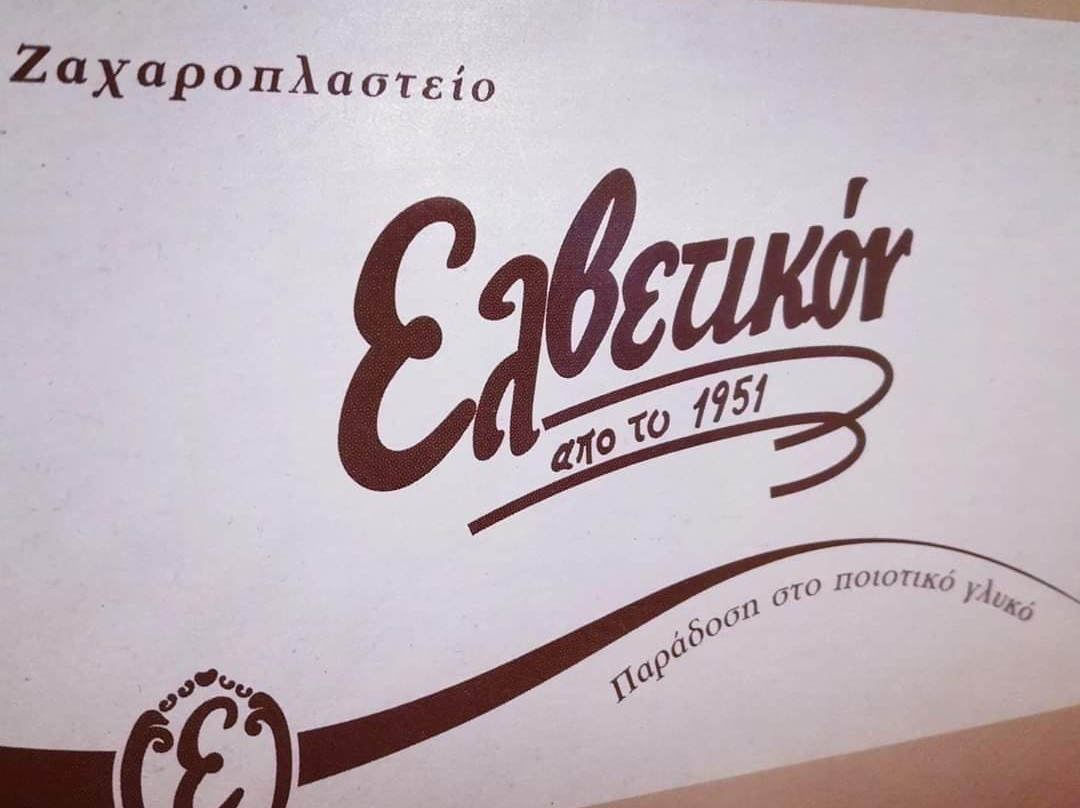 Ζαχαροπλαστείο
Ελβετικόν
απο το 1951
Παράδοση στο ποιοτικό γλυκό
Ε